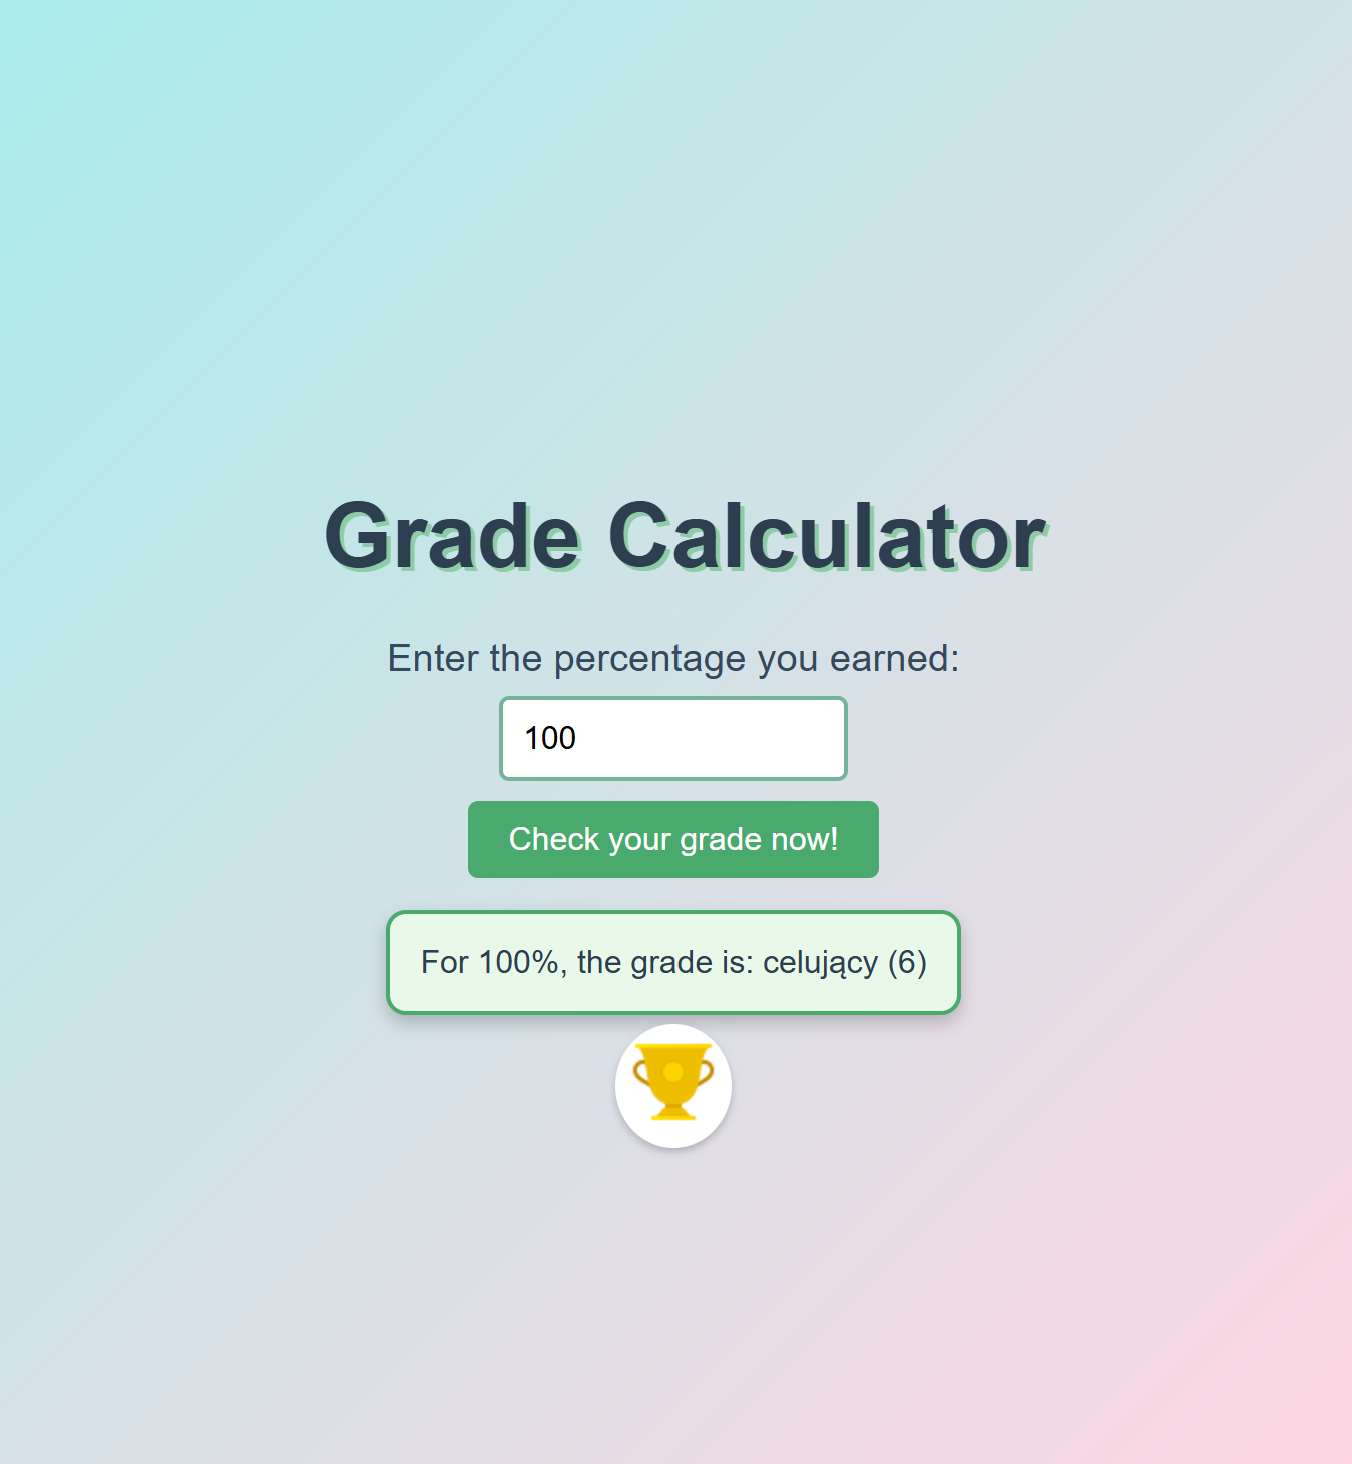 Grade Calculator
Enter the percentage you earned:
100
Check your grade now!
For 100%, the grade is: celujący (6)